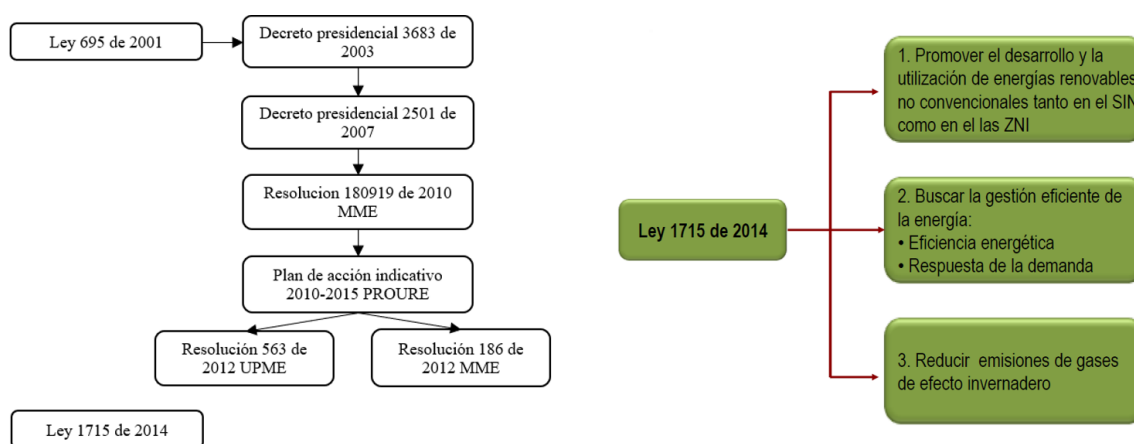 Ley 695 de 2001
Decreto presidencial 3683 de
2003
Decreto presidencial 2501 de
2007
Resolucion 180919 de 2010
MME
Plan de acción indicativo
2010-2015 PROURE
Resolución 563 de
2012 UPME
Resolución 186 de
2012 MME
Ley 1715 de 2014
Ley 1715 de 2014
1. Promover el desarrollo y la
utilización de energías renovables
no convencionales tanto en el SIN
como en el las ZNI
2. Buscar la gestión eficiente de
la energía:
• Eficiencia energética
• Respuesta de la demanda
3. Reducir emisiones de gases
de efecto invernadero